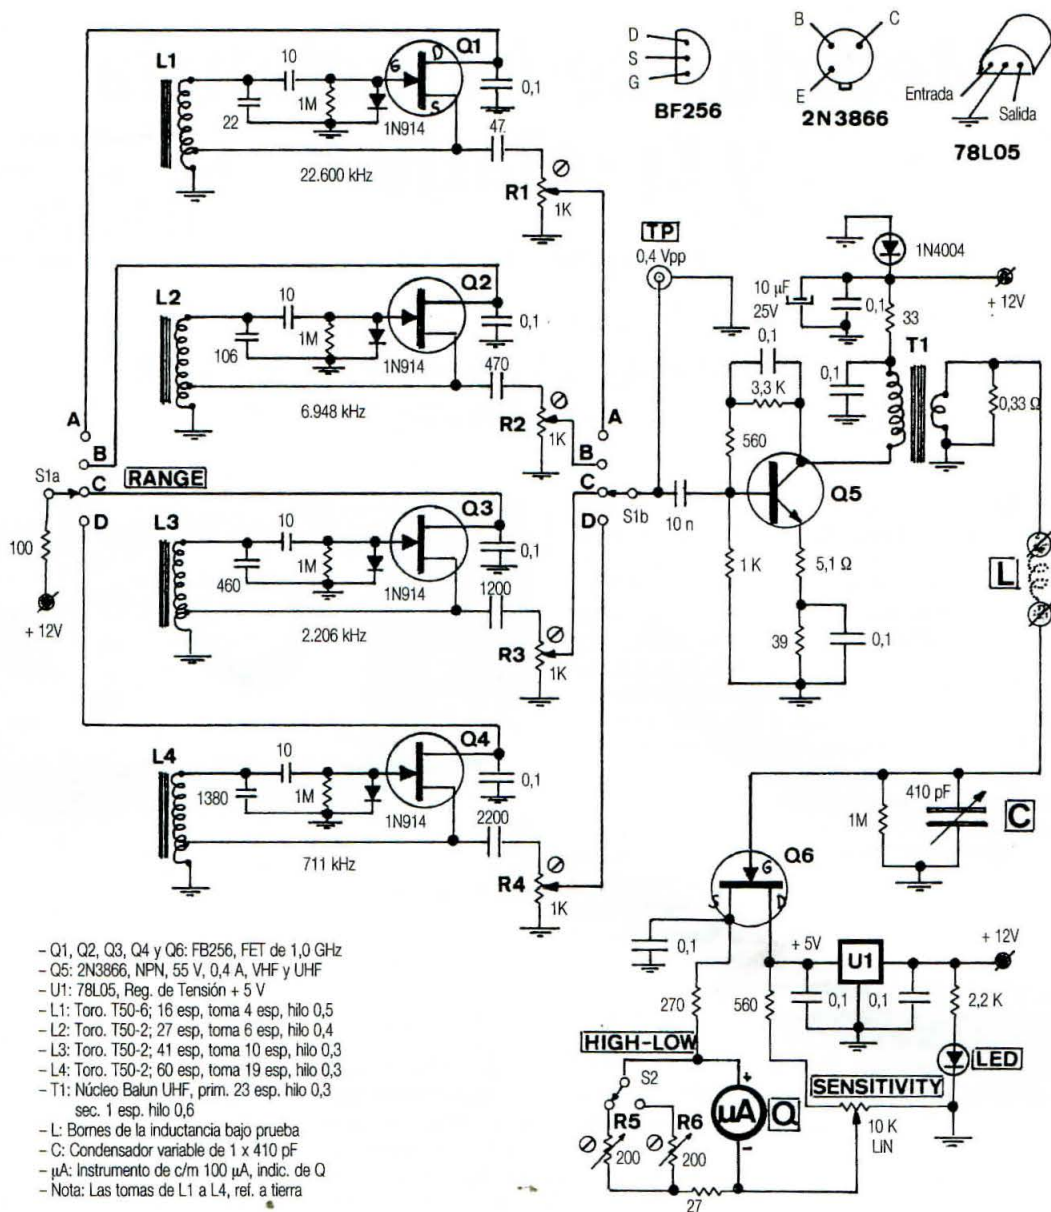 L1
10
22
1M
1N914
G
D
S
Q1
0,1
47
22.600 kHz
R1
1K
D
S
G
BF256
B
C
E
2N3866
Entrada
Salida
78L05
L2
10
106
1M
1N914
Q2
0,1
470
6.948 kHz
R2
1K
TP
0,4 Vpp
1N4004
10 µF
25V
0,1
+ 12V
33
0,1
3,3 K
0,1
T1
0,33 Ω
560
Q5
A
B
C
D
S1a
RANGE
100
+ 12V
A
B
C
D
S1b
10 n
1 K
5,1 Ω
39
0,1
L
L3
10
460
1M
1N914
Q3
0,1
1200
2.206 kHz
R3
1K
L4
10
1380
1M
1N914
Q4
0,1
2200
711 kHz
R4
1K
410 pF
1M
C
Q6
G
S
D
0,1
+ 5V
U1
+ 12V
0,1
0,1
270
560
2,2 K
HIGH-LOW
LED
SENSITIVITY
S2
R5
200
R6
200
+
µA
−
Q
10 K
LiN
27
– Q1, Q2, Q3, Q4 y Q6: FB256, FET de 1,0 GHz
– Q5: 2N3866, NPN, 55 V, 0,4 A, VHF y UHF
– U1: 78L05, Reg. de Tensión + 5 V
– L1: Toro. T50-6; 16 esp, toma 4 esp, hilo 0,5
– L2: Toro. T50-2; 27 esp, toma 6 esp, hilo 0,4
– L3: Toro. T50-2; 41 esp, toma 10 esp, hilo 0,3
– L4: Toro. T50-2; 60 esp, toma 19 esp, hilo 0,3
– T1: Núcleo Balun UHF, prim. 23 esp. hilo 0,3
sec. 1 esp. hilo 0,6
– L: Bornes de la inductancia bajo prueba
– C: Condensador variable de 1 x 410 pF
– µA: Instrumento de c/m 100 µA, indic. de Q
– Nota: Las tomas de L1 a L4, ref. a tierra